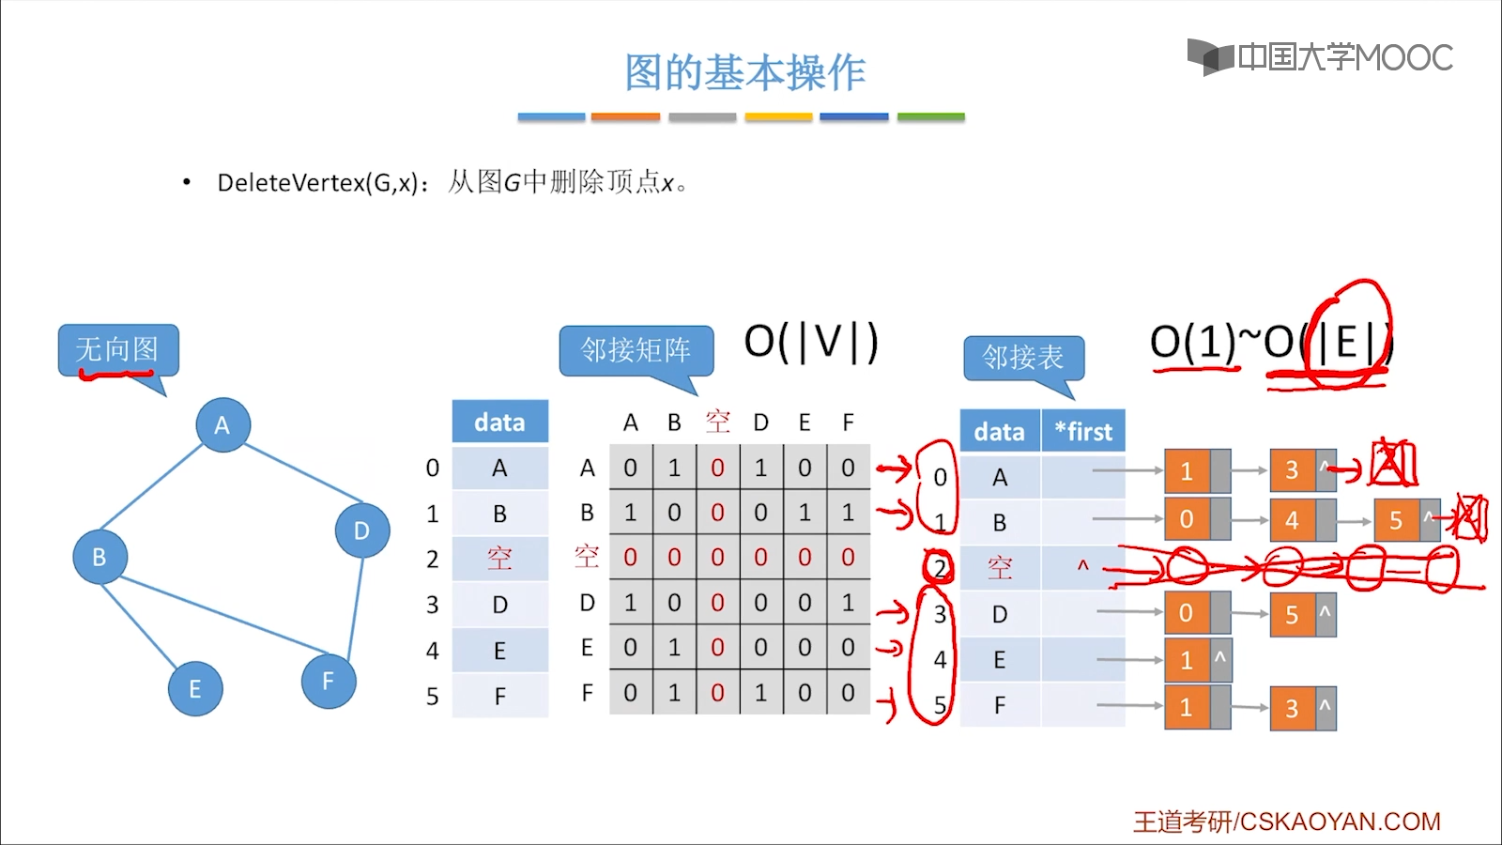 中国大学MOOC
图的基本操作
• DeleteVertex(G,x)：从图G中删除顶点x。
无向图
A
B
D
E
F
data
0 A
1 B
2 空
3 D
4 E
5 F
邻接矩阵 O(|V|)
A B 空 D E F
A 0 1 0 1 0 0
B 1 0 0 0 1 1
空 0 0 0 0 0 0
D 1 0 0 0 0 1
E 0 1 0 0 0 0
F 0 1 0 1 0 0
邻接表 O(1)~O(|E|)
data *first
0 A 1 3 ^
1 B 0 4 5 ^
2 空 ^
3 D 0 5 ^
4 E 1 ^
5 F 1 3 ^
王道考研/CSKAOYAN.COM